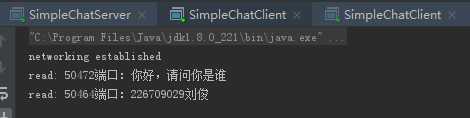 SimpleChatServer SimpleChatClient SimpleChatClient
"C:\Program Files\Java\jdk1.8.0_221\bin\java.exe" ...
networking established
read: 50472端口：你好，请问你是谁
read: 50464端口：226709029刘俊